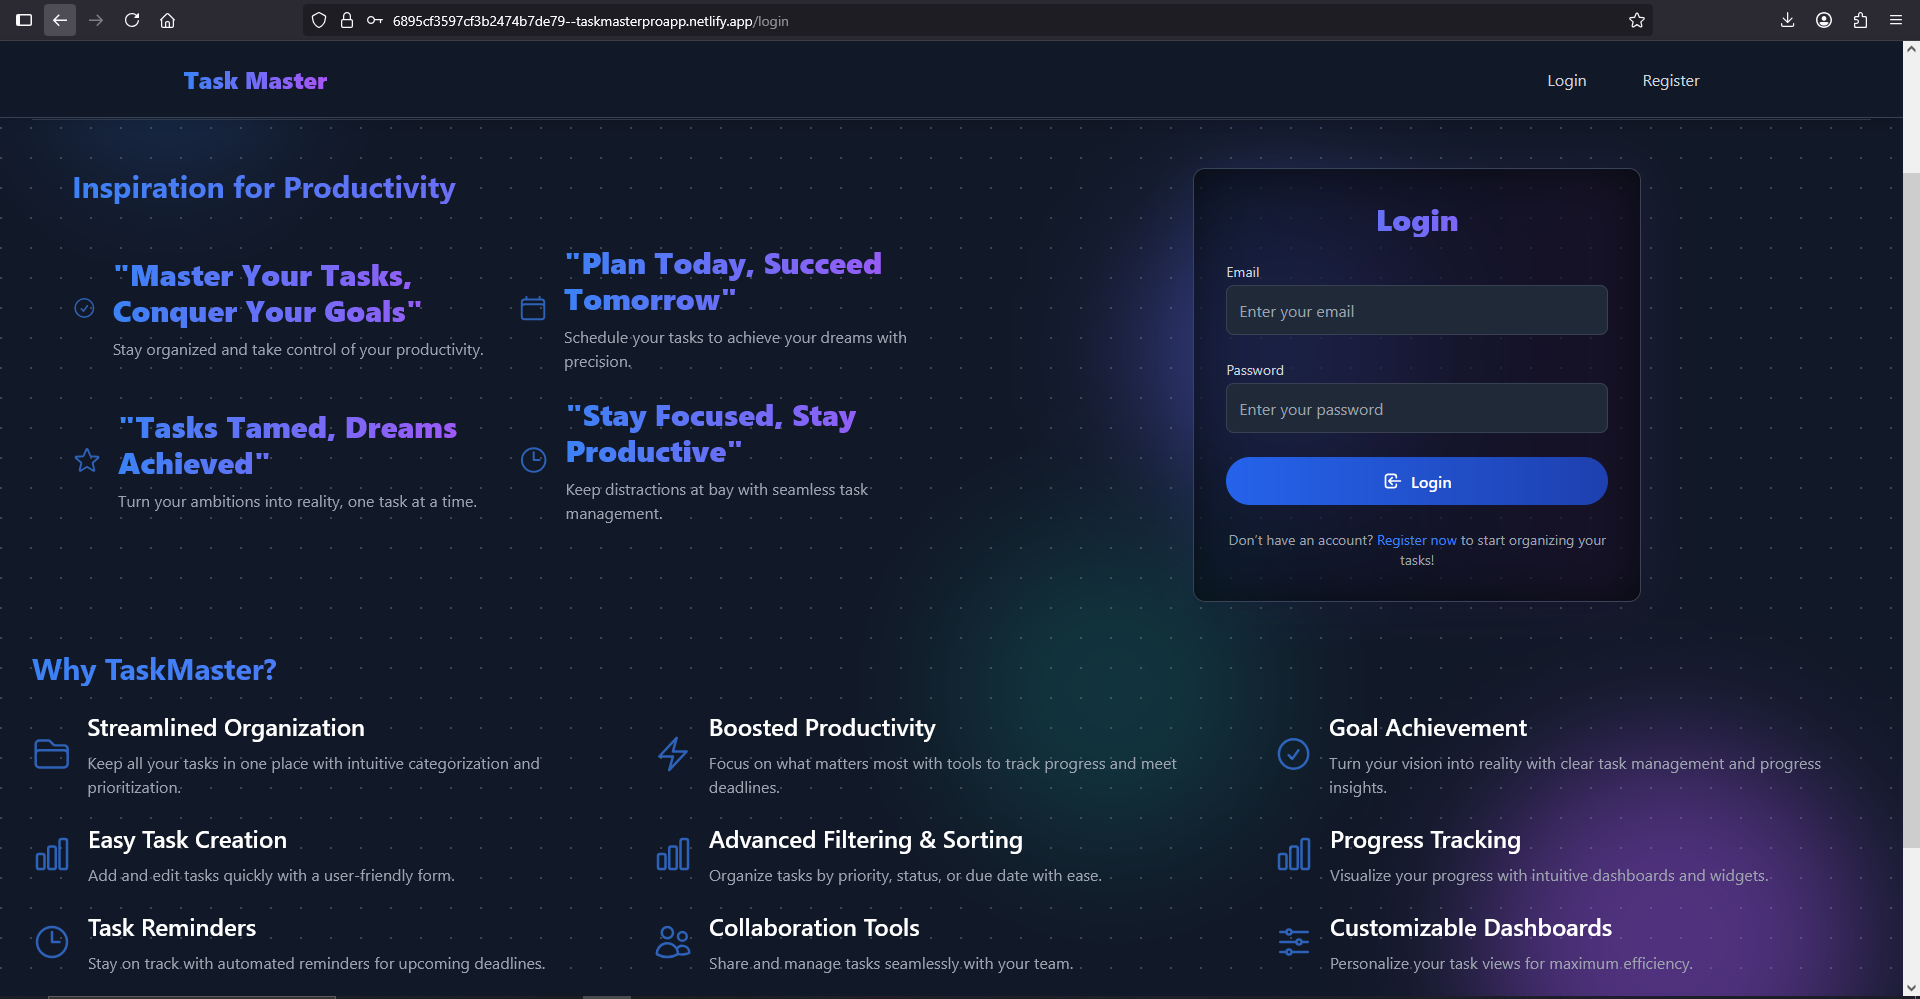 6895cf3597cf3b2474b7de79--taskmasterproapp.netlify.app/login
Task Master
Login
Register
Inspiration for Productivity
"Master Your Tasks,
Conquer Your Goals"
Stay organized and take control of your productivity.
"Plan Today, Succeed
Tomorrow"
Schedule your tasks to achieve your dreams with
precision.
"Tasks Tamed, Dreams
Achieved"
Turn your ambitions into reality, one task at a time.
"Stay Focused, Stay
Productive"
Keep distractions at bay with seamless task
management.
Login
Email
Enter your email
Password
Enter your password
Login
Don't have an account? Register now to start organizing your
tasks!
Why TaskMaster?
Streamlined Organization
Keep all your tasks in one place with intuitive categorization and
prioritization.
Boosted Productivity
Focus on what matters most with tools to track progress and meet
deadlines.
Goal Achievement
Turn your vision into reality with clear task management and progress
insights.
Easy Task Creation
Add and edit tasks quickly with a user-friendly form.
Advanced Filtering & Sorting
Organize tasks by priority, status, or due date with ease.
Progress Tracking
Visualize your progress with intuitive dashboards and widgets.
Task Reminders
Stay on track with automated reminders for upcoming deadlines.
Collaboration Tools
Share and manage tasks seamlessly with your team.
Customizable Dashboards
Personalize your task views for maximum efficiency.